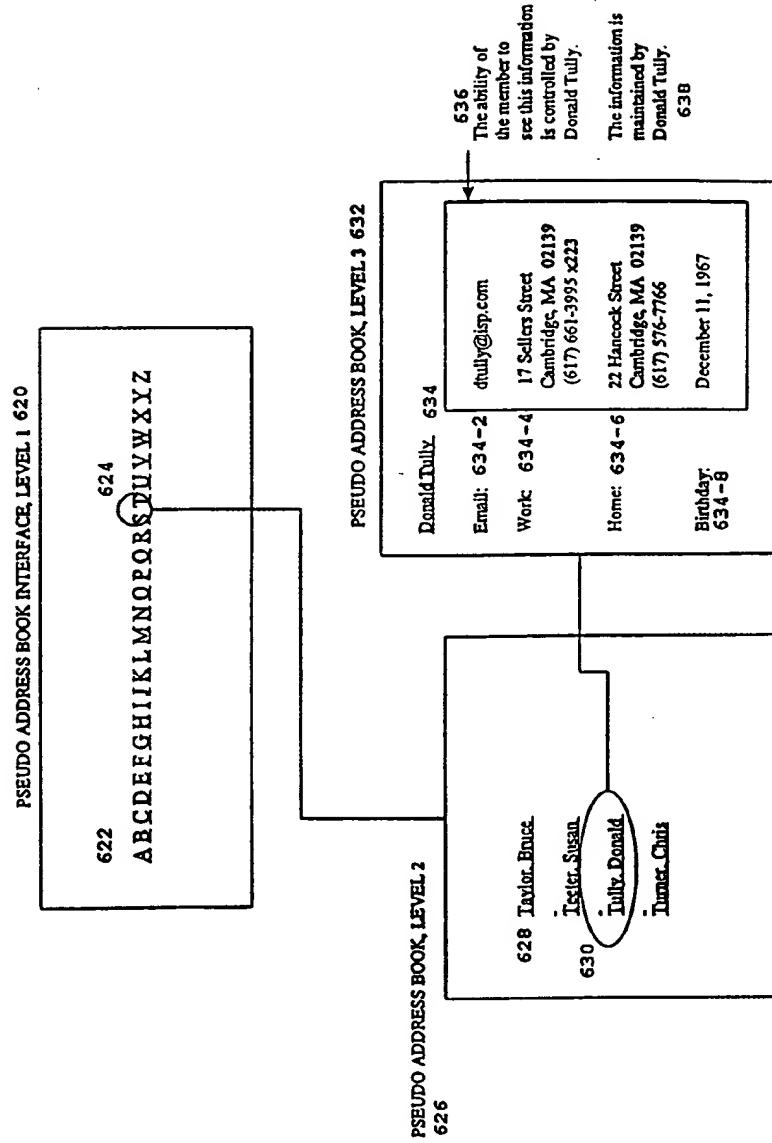 PSEUDO ADDRESS BOOK INTERFACE, LEVEL 1 620
622
624
A B C D E F G H I J K L M N O P Q R S T U V W X Y Z
PSEUDO ADDRESS BOOK, LEVEL 2
626
628 Taylor, Bruce
Teeter, Susan
630
Tully, Donald
Turner, Chris
PSEUDO ADDRESS BOOK, LEVEL 3 632
Donald Tully 634
Email: 634-2 dtully@isp.com
Work: 634-4 17 Sellers Street
Cambridge, MA 02139
(617) 661-3995 x223
Home: 634-6 22 Hancock Street
Cambridge, MA 02139
(617) 576-7766
Birthday: December 11, 1967
634-8
636
The ability of
the member to
see this information
is controlled by
Donald Tully.
The information is
maintained by
Donald Tully.
638